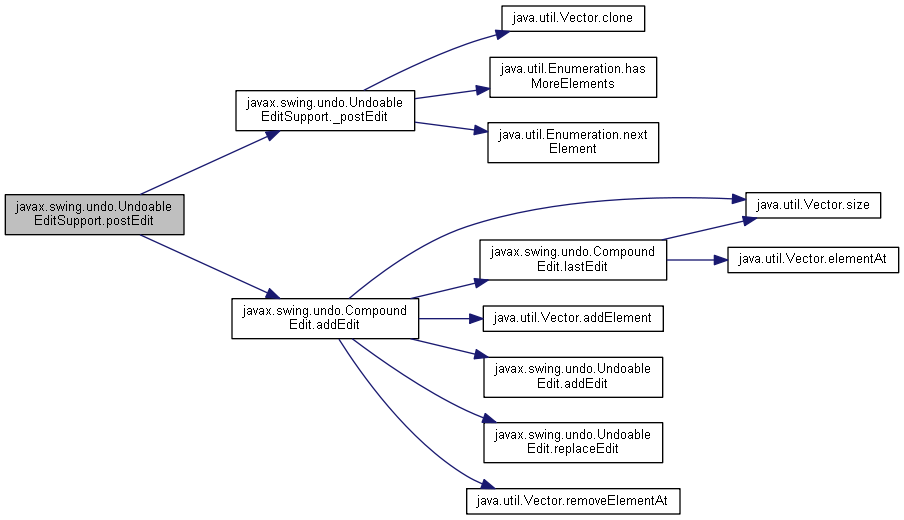 java.util.Vector.clone
java.util.Enumeration.has
MoreElements
javax.swing.undo.Undoable
EditSupport._postEdit
java.util.Enumeration.next
Element
javax.swing.undo.Undoable
EditSupport.postEdit
java.util.Vector.size
javax.swing.undo.Compound
Edit.lastEdit
java.util.Vector.elementAt
javax.swing.undo.Compound
Edit.addEdit
java.util.Vector.addElement
javax.swing.undo.Undoable
Edit.addEdit
javax.swing.undo.Undoable
Edit.replaceEdit
java.util.Vector.removeElementAt